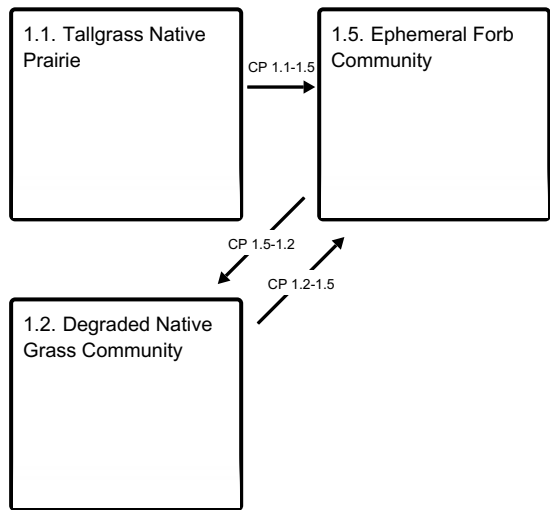 1.1. Tallgrass Native
Prairie
CP 1.1-1.5
1.5. Ephemeral Forb
Community
CP 1.5-1.2
CP 1.2-1.5
1.2. Degraded Native
Grass Community